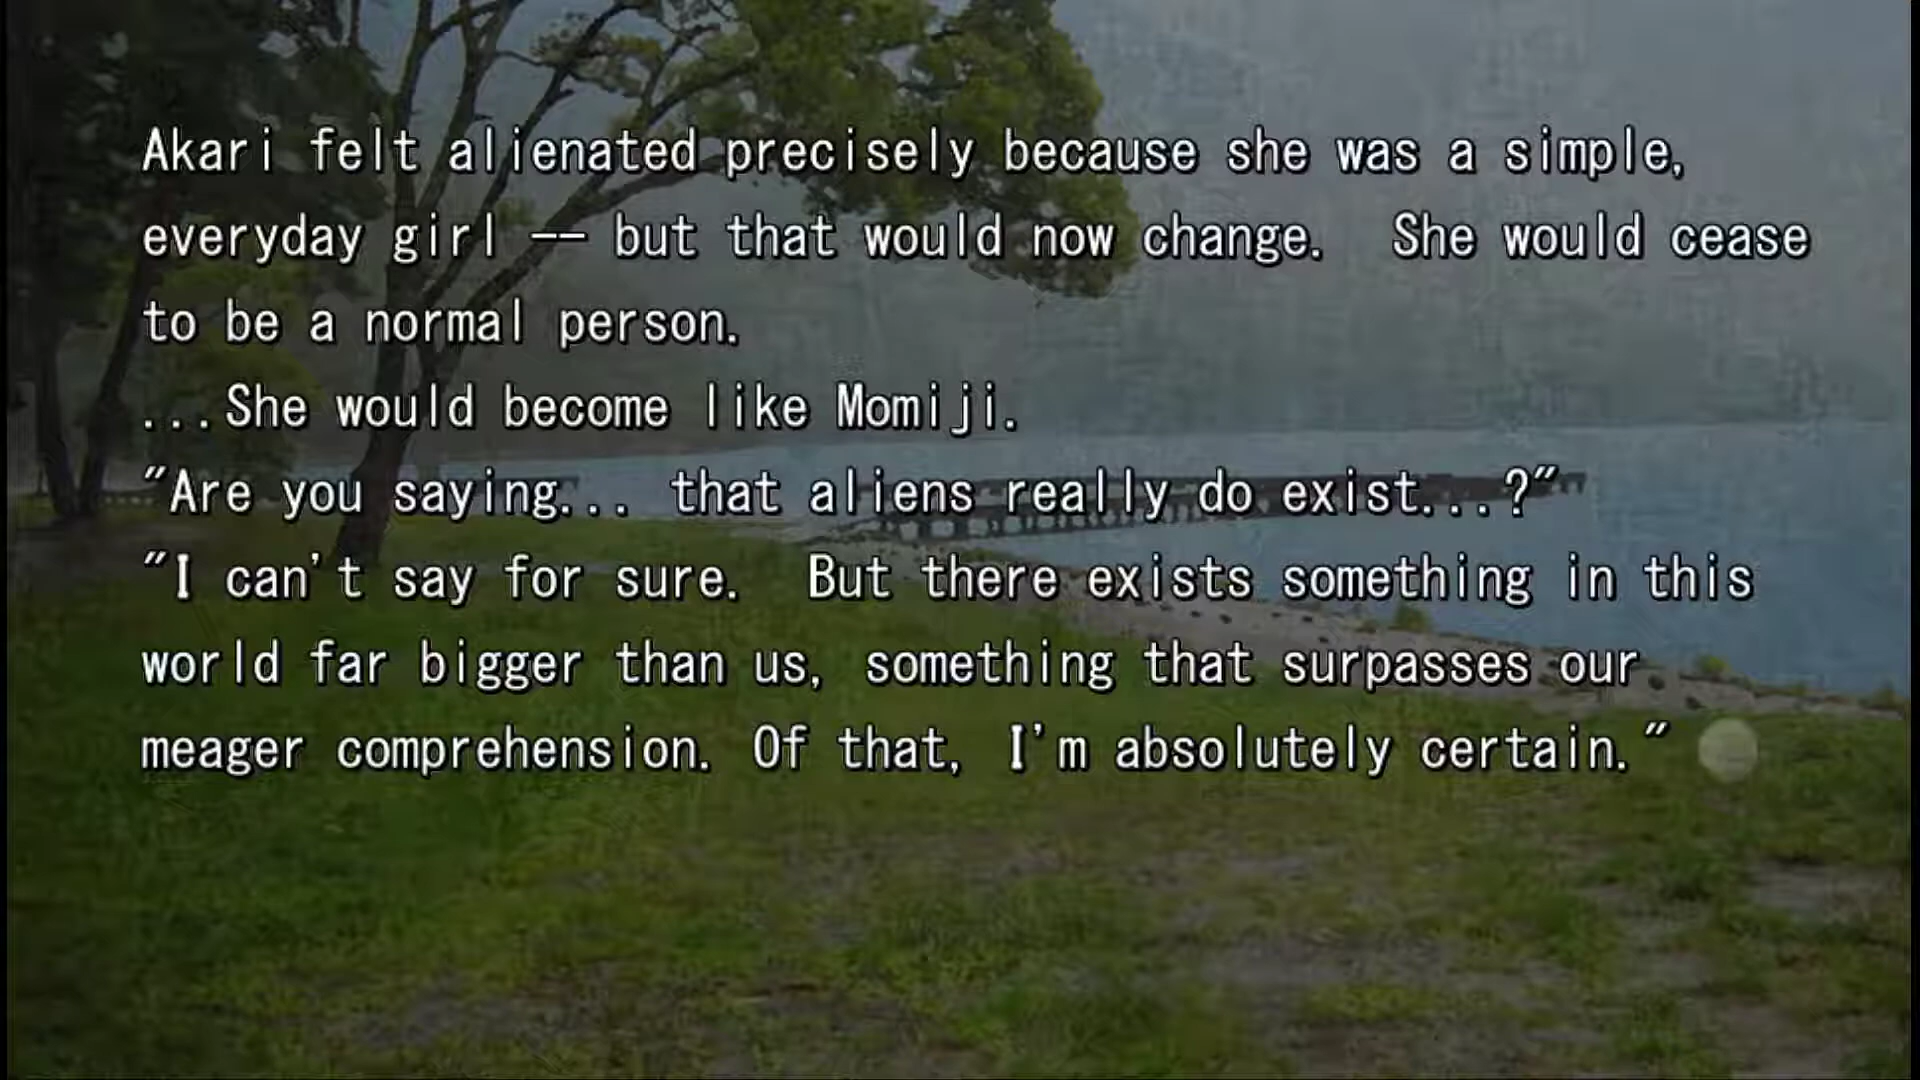 Akari felt alienated precisely because she was a simple,
everyday girl –– but that would now change.  She would cease
to be a normal person.
...She would become like Momiji.
"Are you saying... that aliens really do exist...?"
"I can't say for sure.  But there exists something in this
world far bigger than us, something that surpasses our
meager comprehension. Of that, I'm absolutely certain."